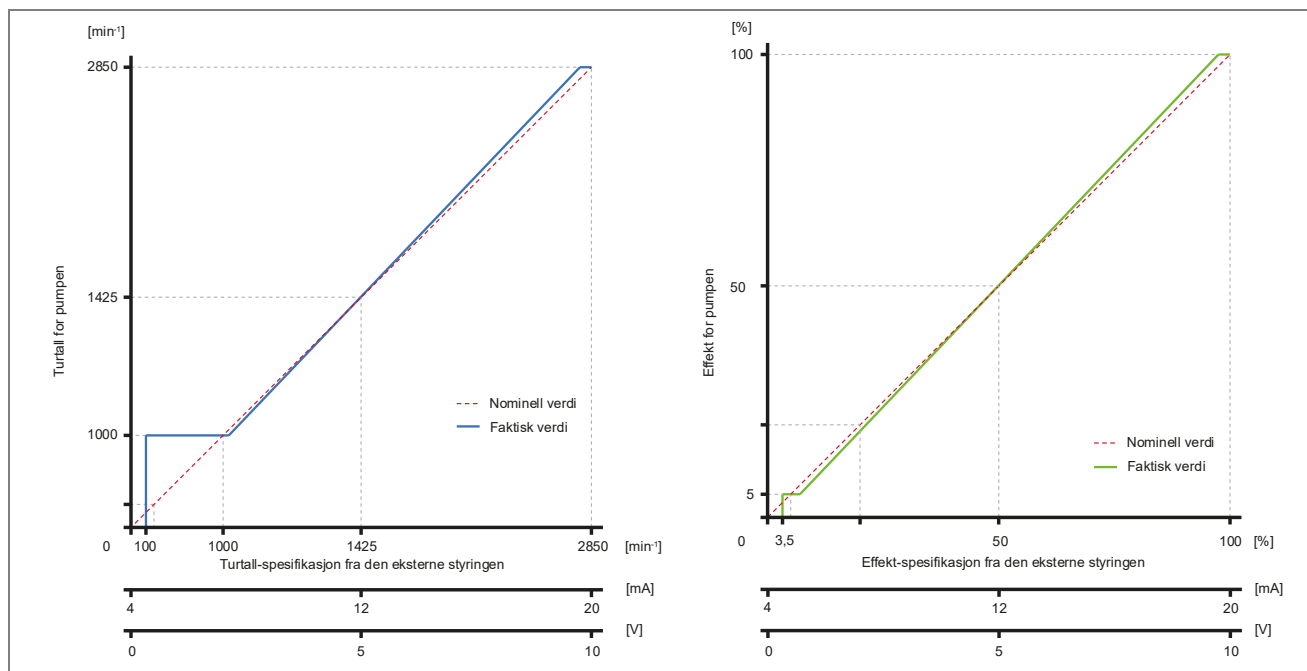 [min-1]
2850
1425
1000
Turtall for pumpen
Nominell verdi
Faktisk verdi
0 100 1000 1425 2850 [min-1]
Turtall-spesifikasjon fra den eksterne styringen
[mA]
4 12 20
[V]
0 5 10
[%]
100
50
5
Effekt for pumpen
Nominell verdi
Faktisk verdi
0 3,5 50 100 [%]
Effekt-spesifikasjon fra den eksterne styringen
[mA]
4 12 20
[V]
0 5 10